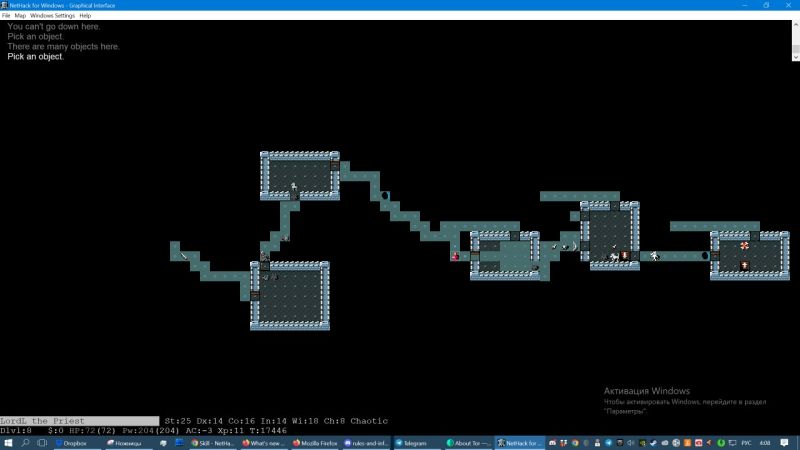 NetHack for Windows - Graphical Interface
File Map Windows Settings Help
You can't go down here.
Pick an object.
There are many objects here.
Pick an object.
Активация Windows
Чтобы активировать Windows, перейдите в раздел
"Параметры".
LordL the Priest St:25 Dx:14 Co:16 In:14 Wi:18 Ch:8 Chaotic
Dlvl:8 $:0 HP:72(72) Pw:204(204) AC:-3 Xp:11 T:17446
Dropbox Ножницы Skill - NetHa... What's new ... Mozilla Firefox rules-and-inf... Telegram About Tor —... NetHack for ... РУС 4:08